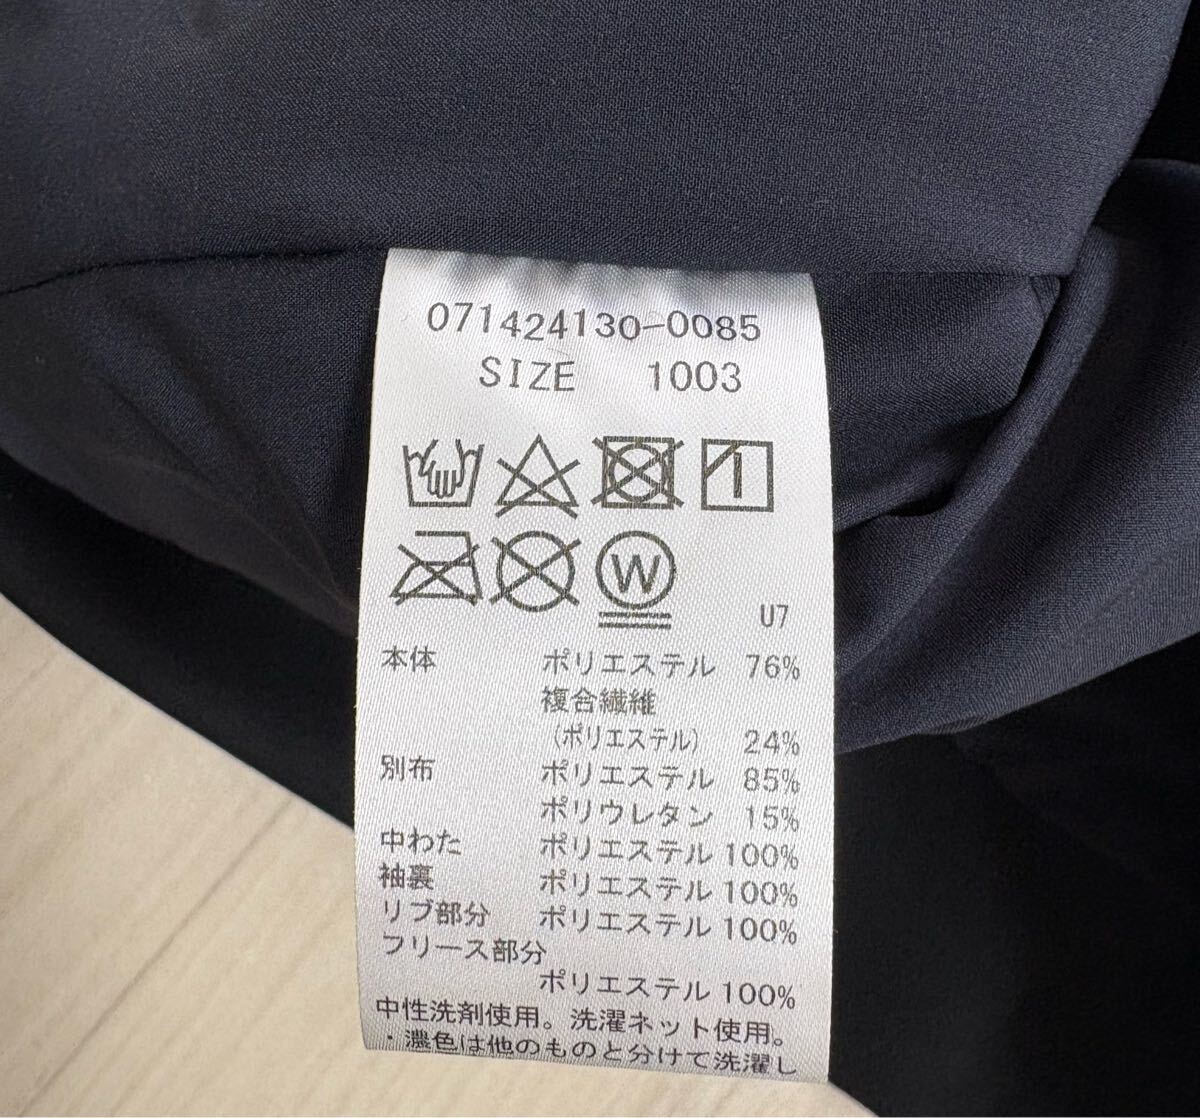 071424130-0085
SIZE 1003
W
U7
本体 ポリエステル 76%
複合繊維
(ポリエステル) 24%
別布 ポリエステル 85%
ポリウレタン 15%
中わた ポリエステル 100%
袖裏 ポリエステル 100%
リブ部分 ポリエステル 100%
フリース部分
ポリエステル 100%
中性洗剤使用。洗濯ネット使用。
・濃色は他のものと分けて洗濯し